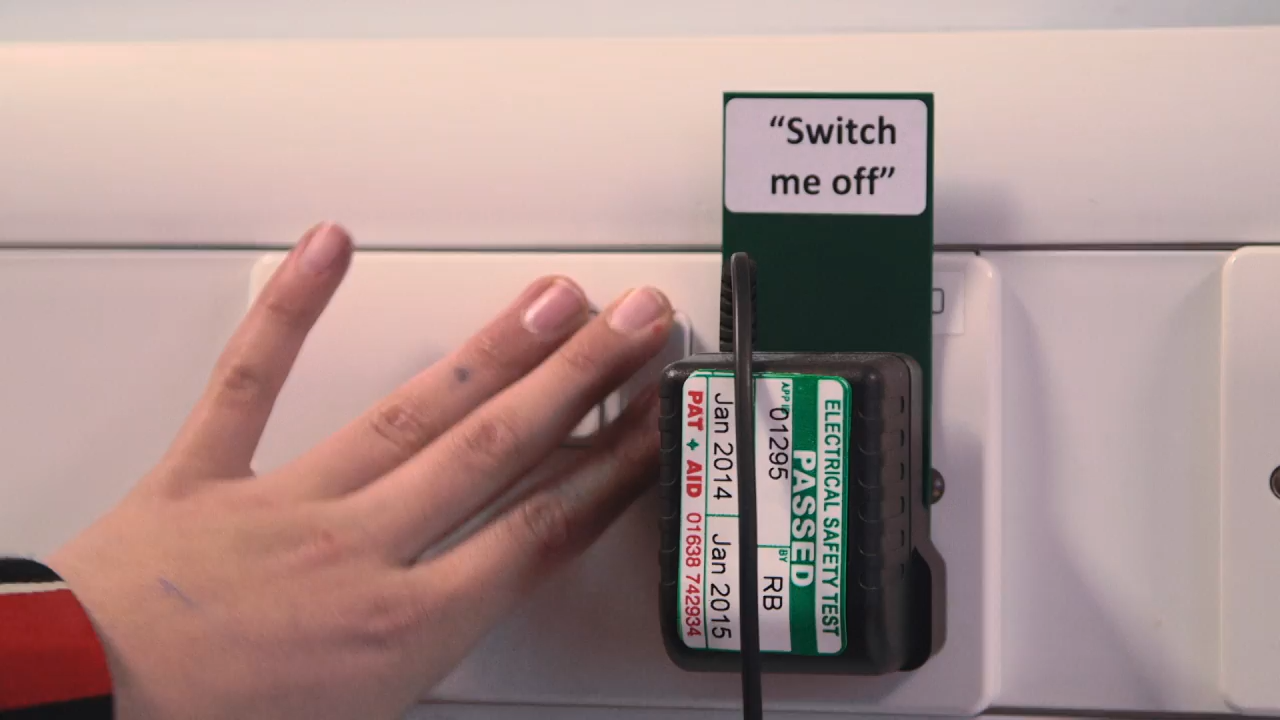 “Switch
me off”
ELECTRICAL SAFETY TEST
PASSED
APP 01295
BY RB
Jan 2014 Jan 2015
PAT + AID 01638 742934